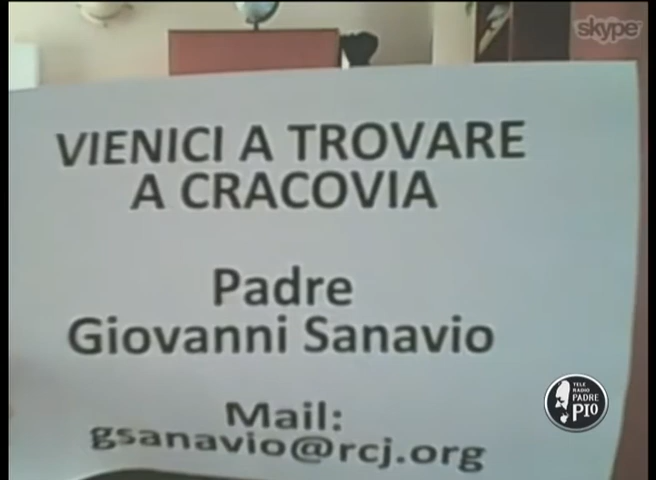 skype
VIENICI A TROVARE
A CRACOVIA
Padre
Giovanni Sanavio
Mail:
gsanavio@rcj.org
TELE
RADIO
PADRE
PIO